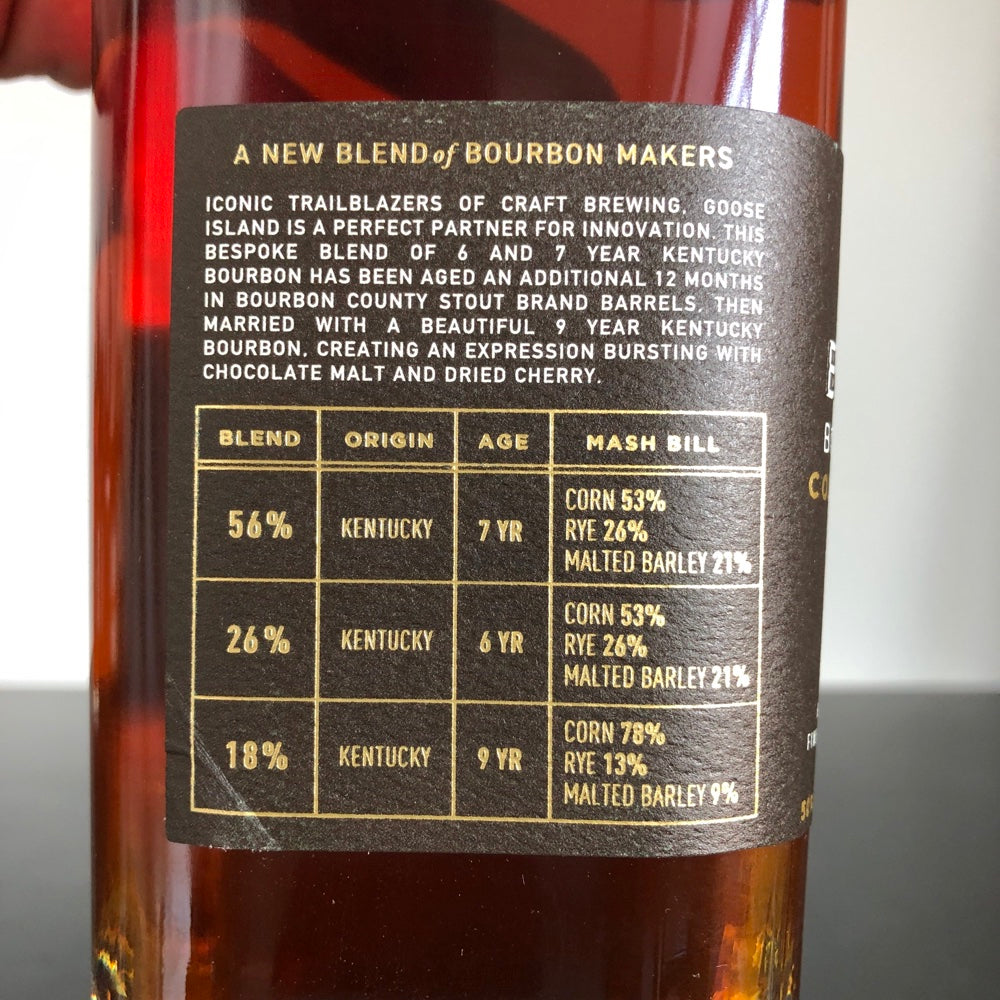 A NEW BLEND of BOURBON MAKERS
ICONIC TRAILBLAZERS OF CRAFT BREWING, GOOSE
ISLAND IS A PERFECT PARTNER FOR INNOVATION. THIS
BESPOKE BLEND OF 6 AND 7 YEAR KENTUCKY
BOURBON HAS BEEN AGED AN ADDITIONAL 12 MONTHS
IN BOURBON COUNTY STOUT BRAND BARRELS. THEN
MARRIED WITH A BEAUTIFUL 9 YEAR KENTUCKY
BOURBON, CREATING AN EXPRESSION BURSTING WITH
CHOCOLATE MALT AND DRIED CHERRY.
BLEND ORIGIN AGE MASH BILL
56% KENTUCKY 7 YR
CORN 53%
RYE 26%
MALTED BARLEY 21%
26% KENTUCKY 6 YR
CORN 53%
RYE 26%
MALTED BARLEY 21%
18% KENTUCKY 9 YR
CORN 78%
RYE 13%
MALTED BARLEY 9%